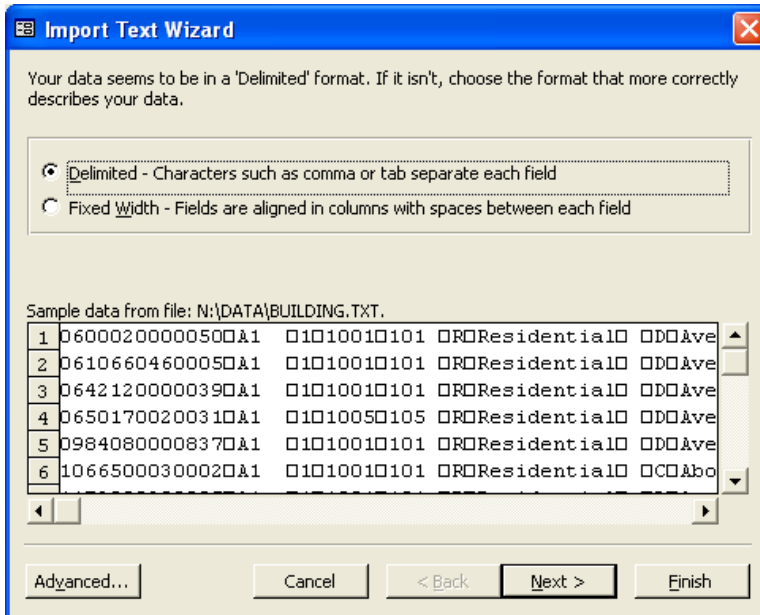 Import Text Wizard
Your data seems to be in a 'Delimited' format. If it isn't, choose the format that more correctly
describes your data.
Delimited - Characters such as comma or tab separate each field
Fixed Width - Fields are aligned in columns with spaces between each field
Sample data from file: N:\DATA\BUILDING.TXT.
1 0600020000050□A1 □1□1001□101 □R□Residential□ □D□Ave
2 0610660460005□A1 □1□1001□101 □R□Residential□ □D□Ave
3 0642120000039□A1 □1□1001□101 □R□Residential□ □D□Ave
4 0650170020031□A1 □1□1005□105 □R□Residential□ □D□Ave
5 0984080000837□A1 □1□1001□101 □R□Residential□ □D□Ave
6 1066500030002□A1 □1□1001□101 □R□Residential□ □C□Abo
Advanced... Cancel < Back Next > Finish